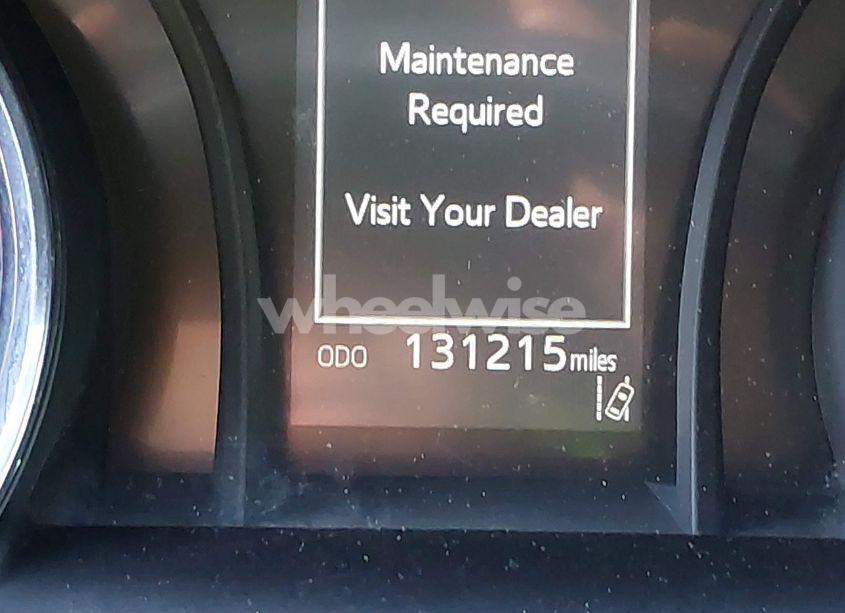 Maintenance
Required
Visit Your Dealer
wheelwise
ODO 131215 miles